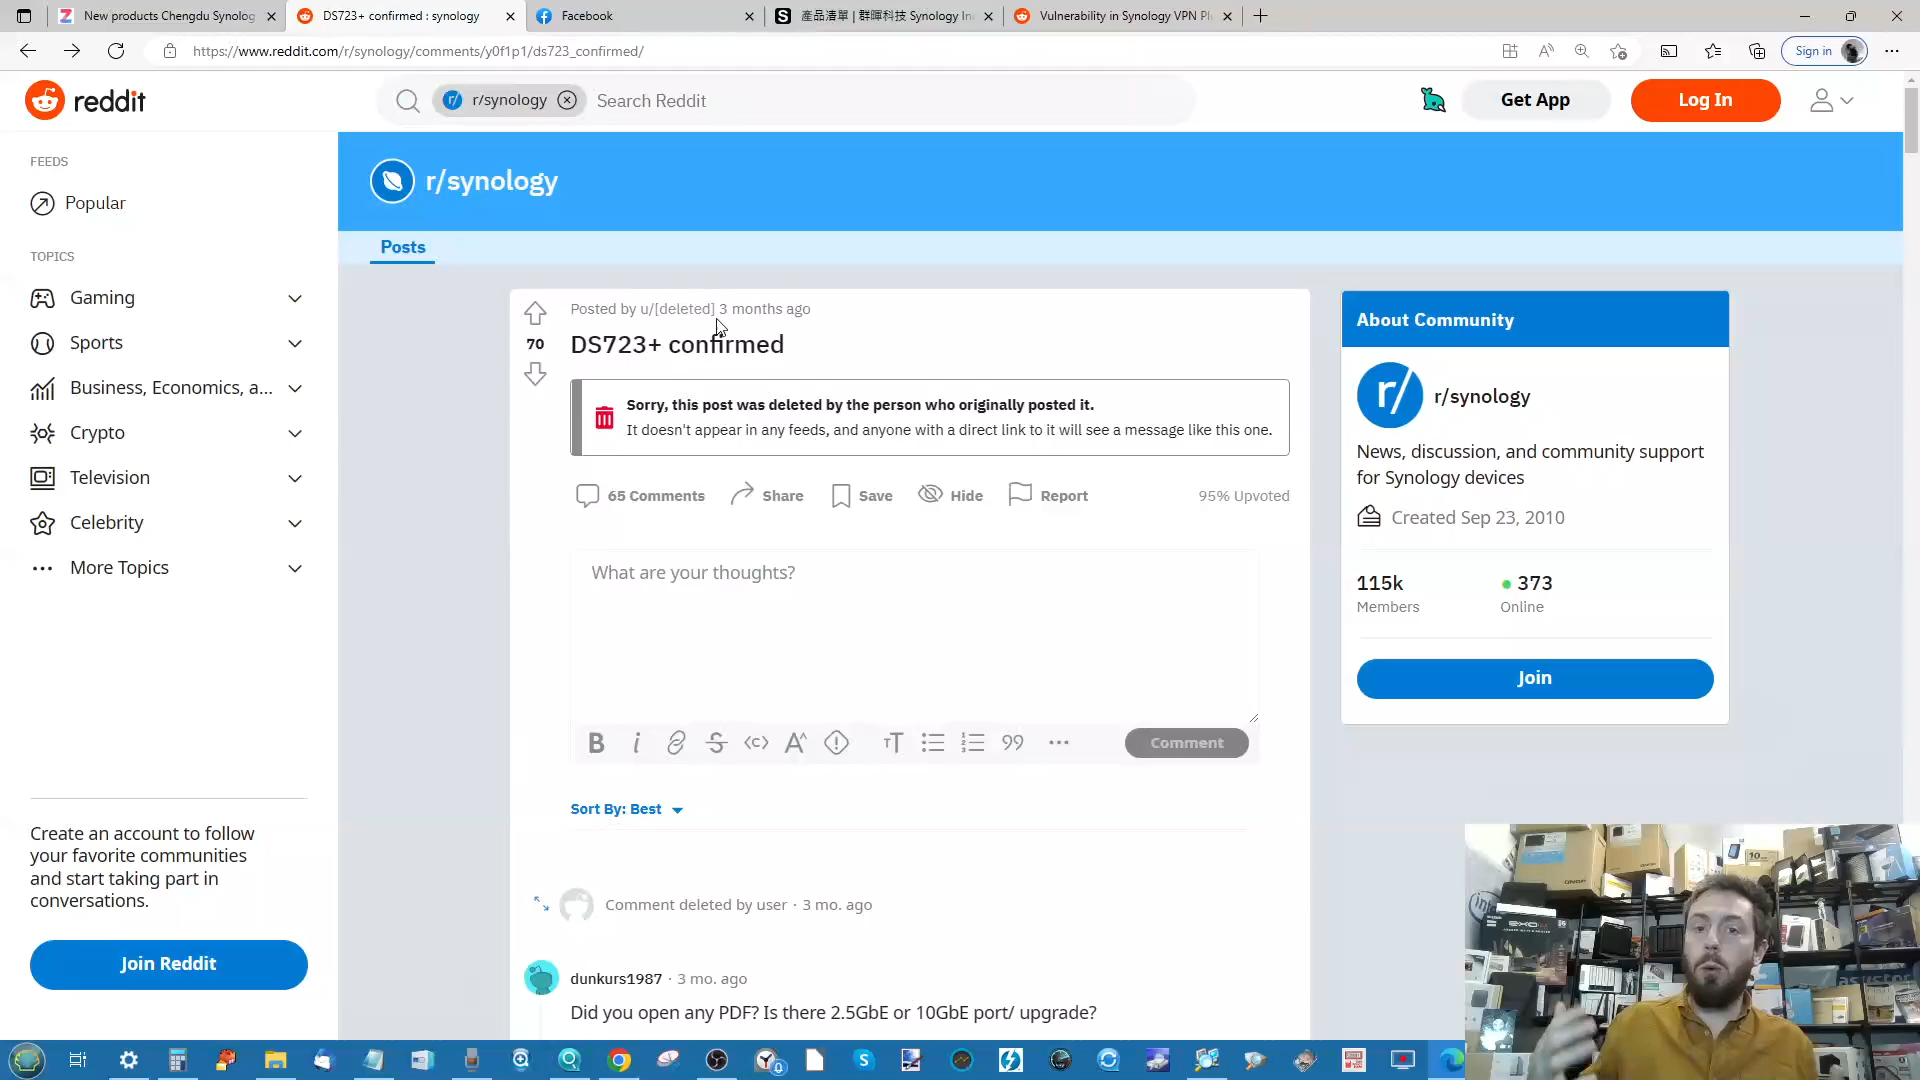 New products Chengdu Synolog
DS723+ confirmed : synology
Facebook
產品清單 | 群暉科技 Synology In
Vulnerability in Synology VPN Pl
https://www.reddit.com/r/synology/comments/y0f1p1/ds723_confirmed/
Sign in
reddit
r/synology
Search Reddit
Get App
Log In
FEEDS
Popular
TOPICS
Gaming
Sports
Business, Economics, a...
Crypto
Television
Celebrity
More Topics
Create an account to follow
your favorite communities
and start taking part in
conversations.
Join Reddit
r/synology
Posts
Posted by u/[deleted] 3 months ago
70
DS723+ confirmed
Sorry, this post was deleted by the person who originally posted it.
It doesn't appear in any feeds, and anyone with a direct link to it will see a message like this one.
65 Comments
Share
Save
Hide
Report
95% Upvoted
What are your thoughts?
Comment
Sort By: Best
Comment deleted by user · 3 mo. ago
dunkurs1987 · 3 mo. ago
Did you open any PDF? Is there 2.5GbE or 10GbE port/ upgrade?
About Community
r/
r/synology
News, discussion, and community support
for Synology devices
Created Sep 23, 2010
115k
Members
373
Online
Join